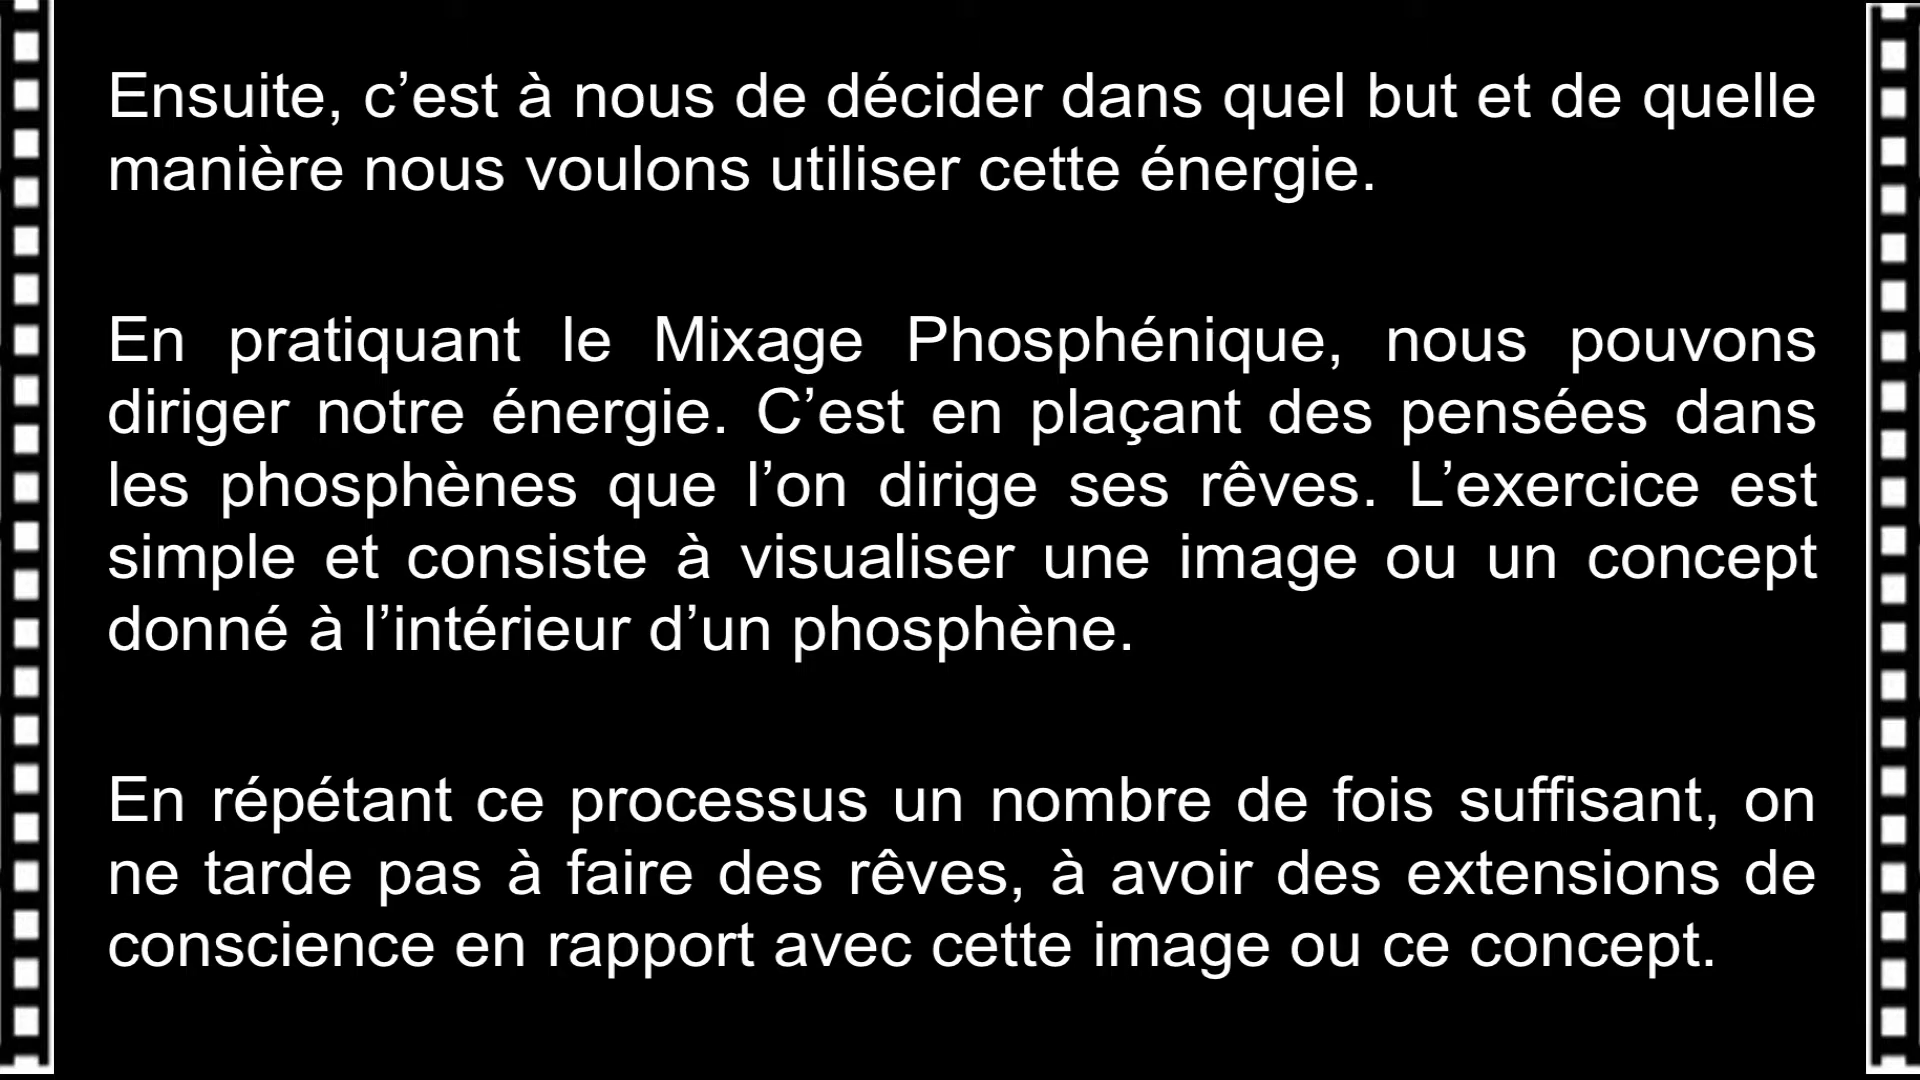 Ensuite, c’est à nous de décider dans quel but et de quelle
manière nous voulons utiliser cette énergie.
En pratiquant le Mixage Phosphénique, nous pouvons
diriger notre énergie. C’est en plaçant des pensées dans
les phosphènes que l’on dirige ses rêves. L’exercice est
simple et consiste à visualiser une image ou un concept
donné à l’intérieur d’un phosphène.
En répétant ce processus un nombre de fois suffisant, on
ne tarde pas à faire des rêves, à avoir des extensions de
conscience en rapport avec cette image ou ce concept.